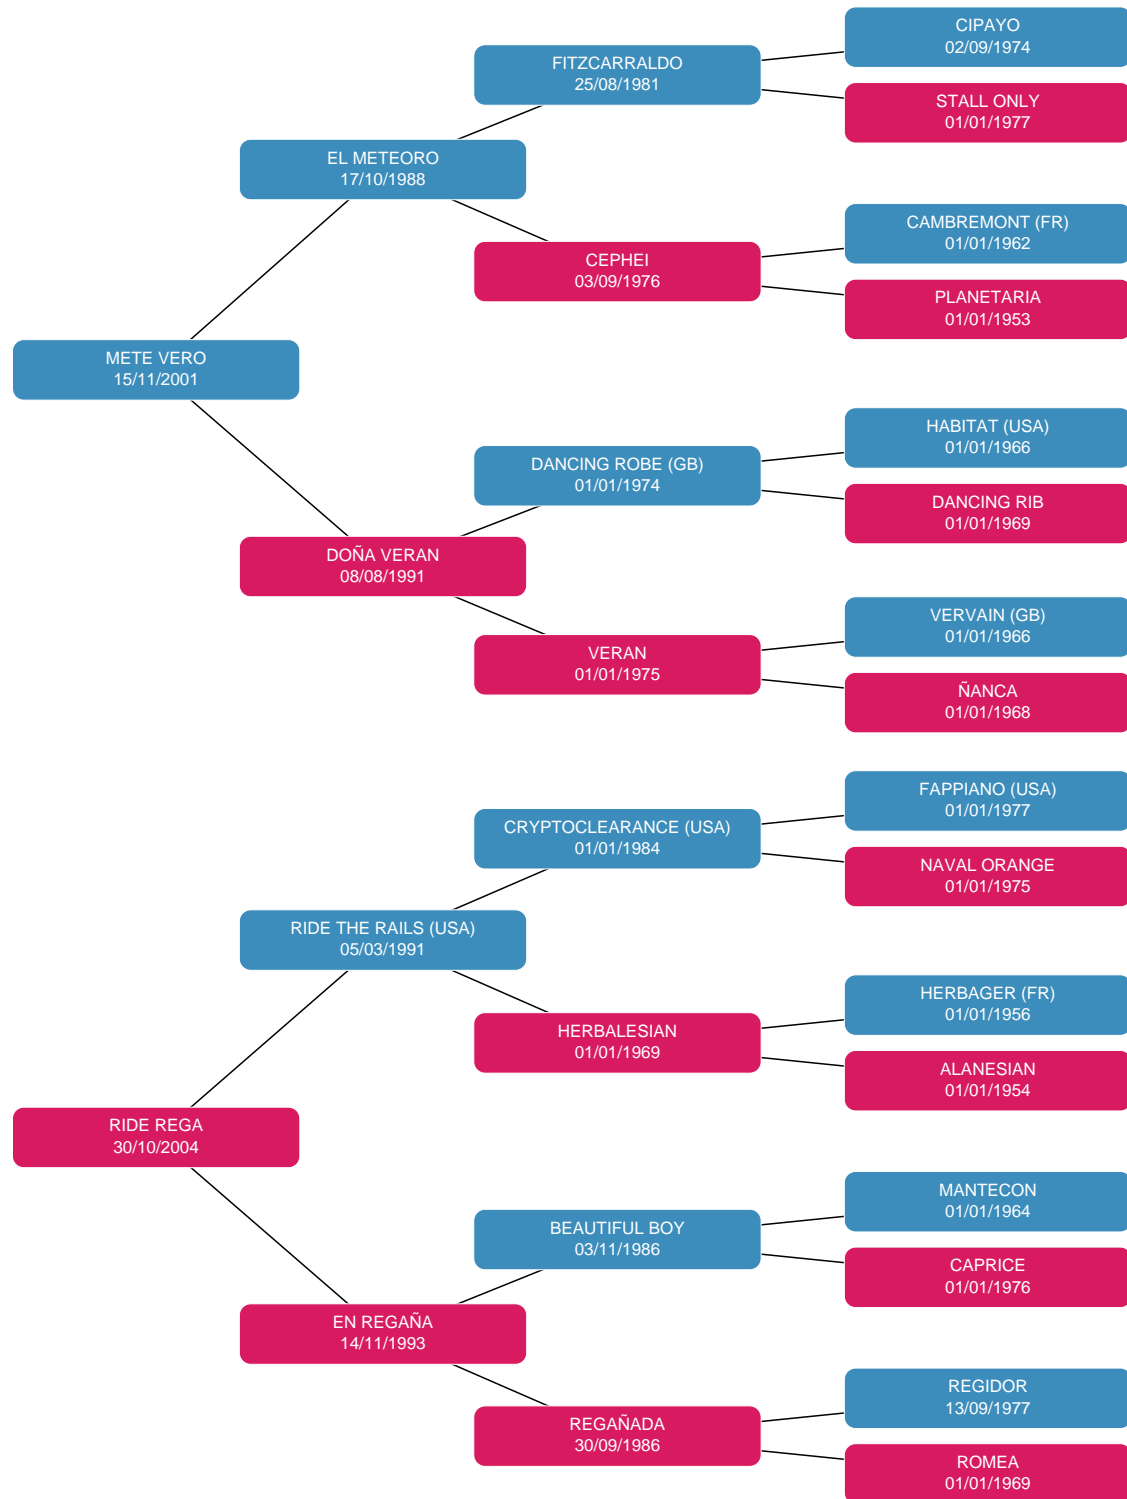 CIPAYO
02/09/1974
FITZCARRALDO
25/08/1981
STALL ONLY
01/01/1977
EL METEORO
17/10/1988
CAMBREMONT (FR)
01/01/1962
CEPHEI
03/09/1976
PLANETARIA
01/01/1953
METE VERO
15/11/2001
HABITAT (USA)
01/01/1966
DANCING ROBE (GB)
01/01/1974
DANCING RIB
01/01/1969
DOÑA VERAN
08/08/1991
VERVAIN (GB)
01/01/1966
VERAN
01/01/1975
ÑANCA
01/01/1968
FAPPIANO (USA)
01/01/1977
CRYPTOCLEARANCE (USA)
01/01/1984
NAVAL ORANGE
01/01/1975
RIDE THE RAILS (USA)
05/03/1991
HERBAGER (FR)
01/01/1956
HERBALESIAN
01/01/1969
ALANESIAN
01/01/1954
RIDE REGA
30/10/2004
MANTECON
01/01/1964
BEAUTIFUL BOY
03/11/1986
CAPRICE
01/01/1976
EN REGAÑA
14/11/1993
REGIDOR
13/09/1977
REGAÑADA
30/09/1986
ROMEA
01/01/1969